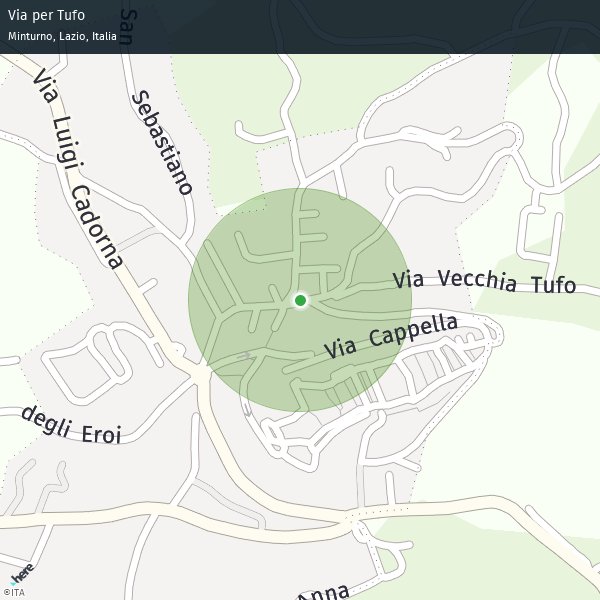 Via per Tufo
Minturno, Lazio, Italia
San
Sebastiano
Via Luigi Cadorna
Via Vecchia Tufo
Via Cappella
degli Eroi
Anna
here
©ITA